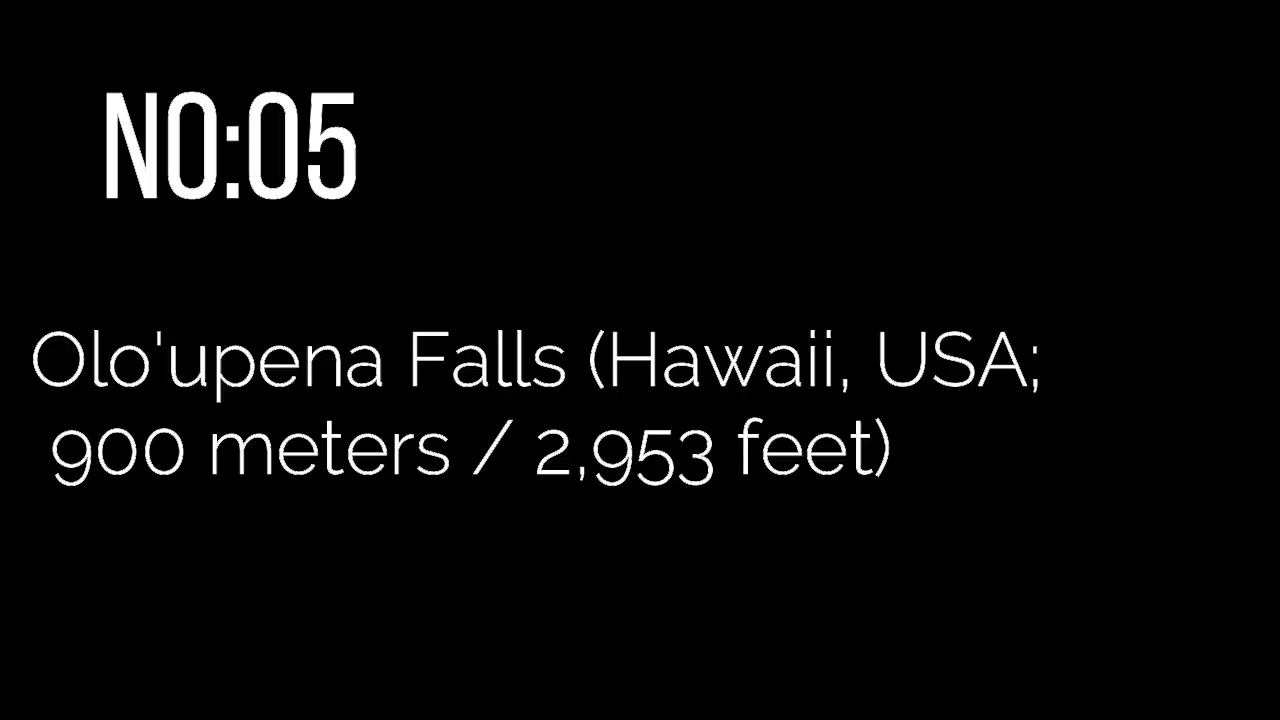 NO:05
Olo'upena Falls (Hawaii, USA;
900 meters / 2,953 feet)